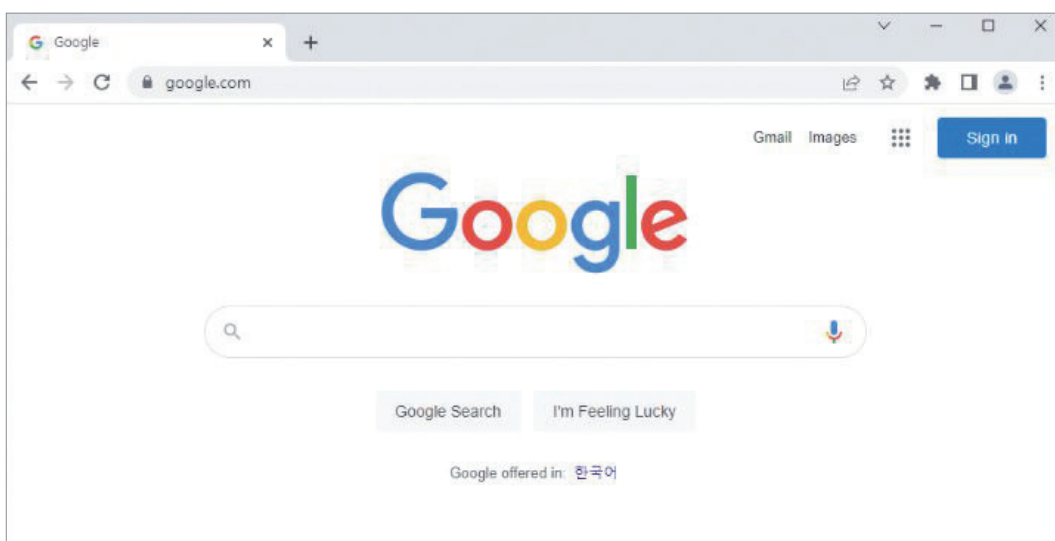 Google
google.com
Gmail Images Sign in
Google
Google Search I'm Feeling Lucky
Google offered in: 한국어